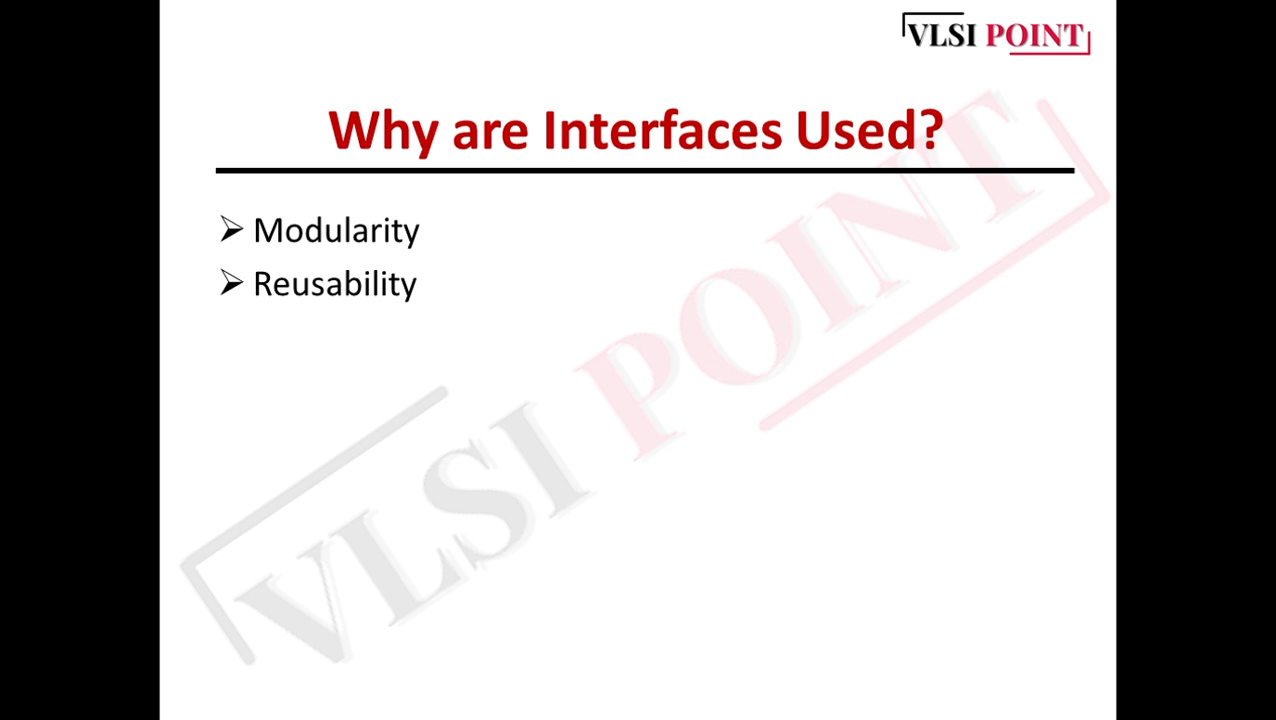 VLSI POINT
Why are Interfaces Used?
➢ Modularity
➢ Reusability
VLSI POINT